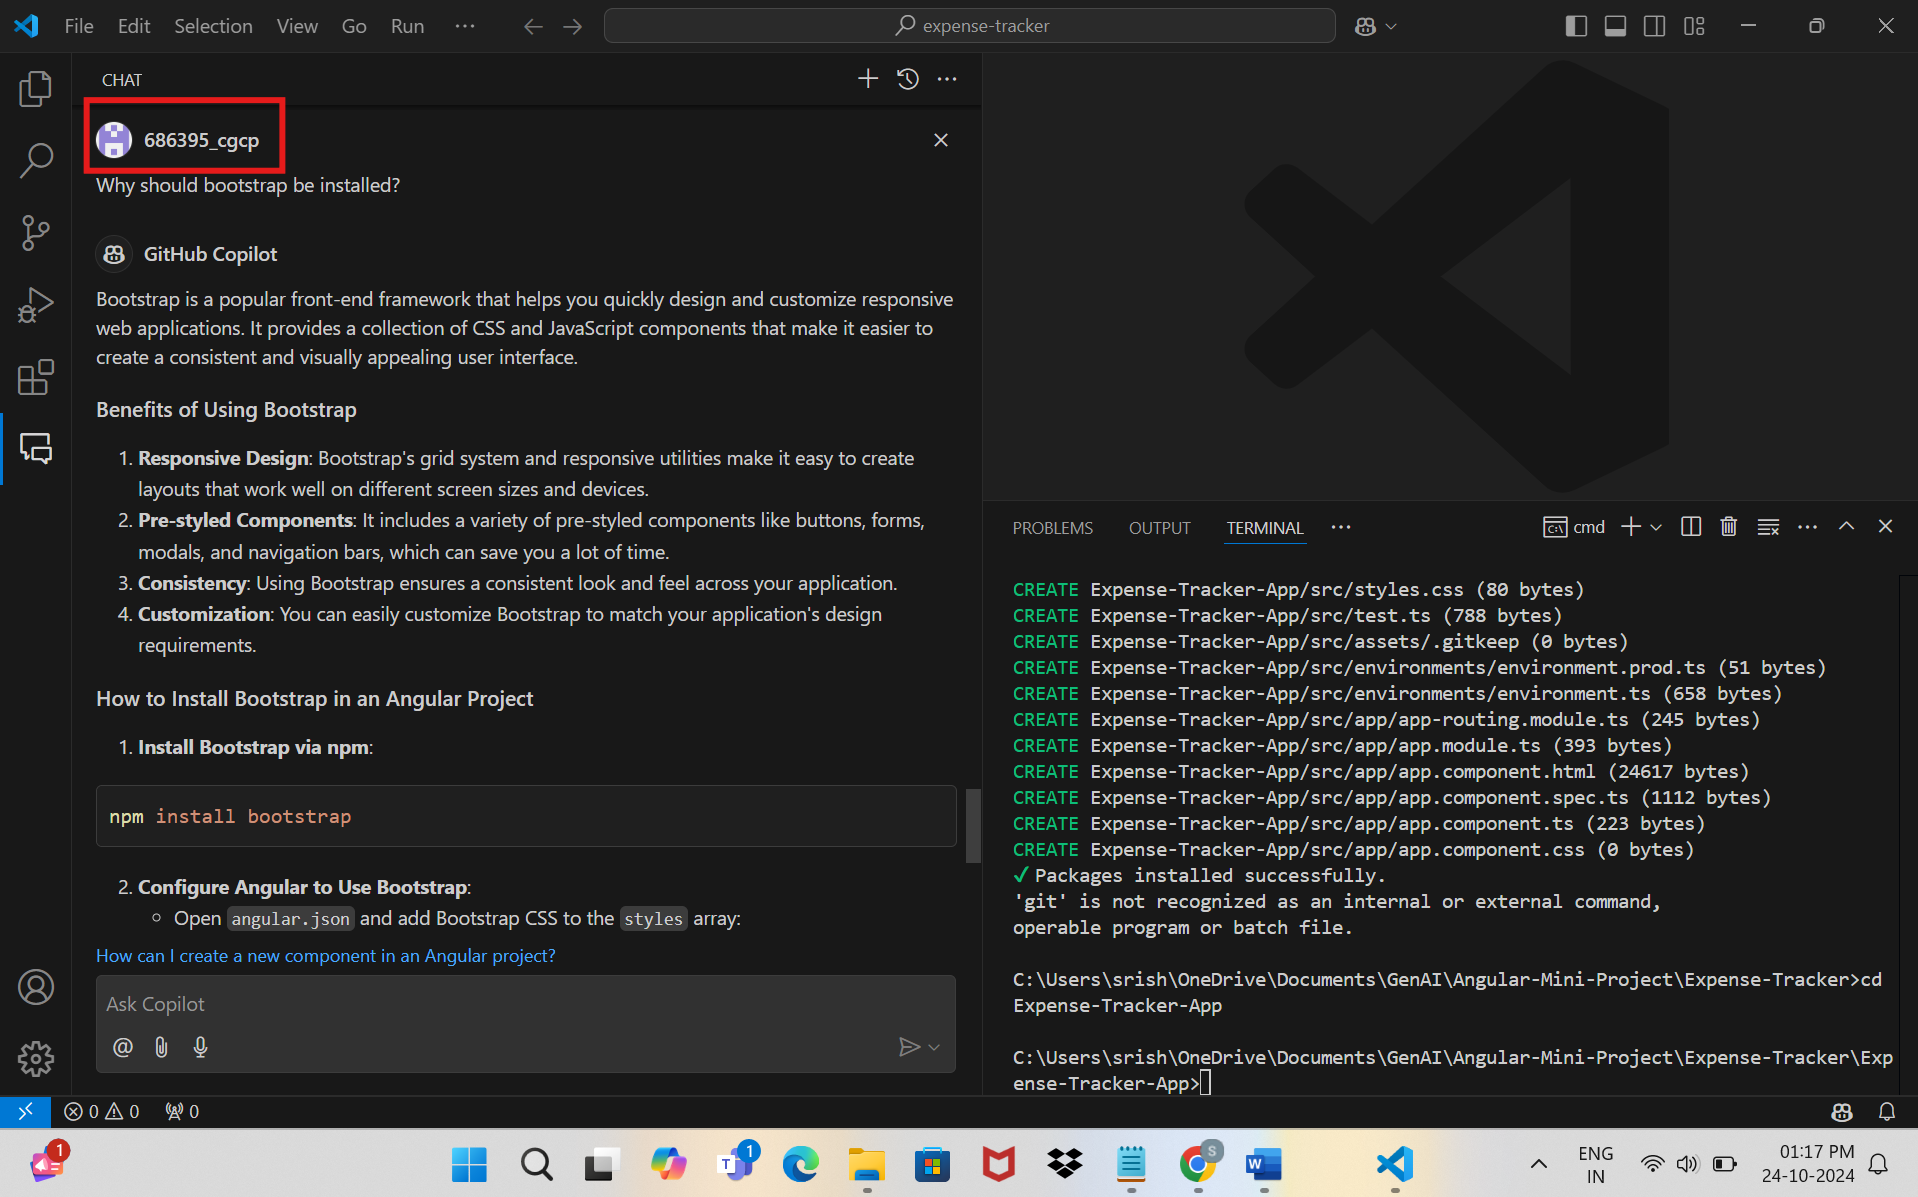 File Edit Selection View Go Run ···
expense-tracker
CHAT
686395_cgcp
Why should bootstrap be installed?
GitHub Copilot
Bootstrap is a popular front-end framework that helps you quickly design and customize responsive
web applications. It provides a collection of CSS and JavaScript components that make it easier to
create a consistent and visually appealing user interface.
Benefits of Using Bootstrap
1. Responsive Design: Bootstrap's grid system and responsive utilities make it easy to create
layouts that work well on different screen sizes and devices.
2. Pre-styled Components: It includes a variety of pre-styled components like buttons, forms,
modals, and navigation bars, which can save you a lot of time.
3. Consistency: Using Bootstrap ensures a consistent look and feel across your application.
4. Customization: You can easily customize Bootstrap to match your application's design
requirements.
How to Install Bootstrap in an Angular Project
1. Install Bootstrap via npm:
npm install bootstrap
2. Configure Angular to Use Bootstrap:
○ Open angular.json and add Bootstrap CSS to the styles array:
How can I create a new component in an Angular project?
Ask Copilot
@
PROBLEMS OUTPUT TERMINAL ···
cmd
CREATE Expense-Tracker-App/src/styles.css (80 bytes)
CREATE Expense-Tracker-App/src/test.ts (788 bytes)
CREATE Expense-Tracker-App/src/assets/.gitkeep (0 bytes)
CREATE Expense-Tracker-App/src/environments/environment.prod.ts (51 bytes)
CREATE Expense-Tracker-App/src/environments/environment.ts (658 bytes)
CREATE Expense-Tracker-App/src/app/app-routing.module.ts (245 bytes)
CREATE Expense-Tracker-App/src/app/app.module.ts (393 bytes)
CREATE Expense-Tracker-App/src/app/app.component.html (24617 bytes)
CREATE Expense-Tracker-App/src/app/app.component.spec.ts (1112 bytes)
CREATE Expense-Tracker-App/src/app/app.component.ts (223 bytes)
CREATE Expense-Tracker-App/src/app/app.component.css (0 bytes)
✓ Packages installed successfully.
'git' is not recognized as an internal or external command,
operable program or batch file.
C:\Users\srish\OneDrive\Documents\GenAI\Angular-Mini-Project\Expense-Tracker>cd
Expense-Tracker-App
C:\Users\srish\OneDrive\Documents\GenAI\Angular-Mini-Project\Expense-Tracker\Exp
ense-Tracker-App>
0 0 0
1
1
T
S
W
ENG
IN
01:17 PM
24-10-2024